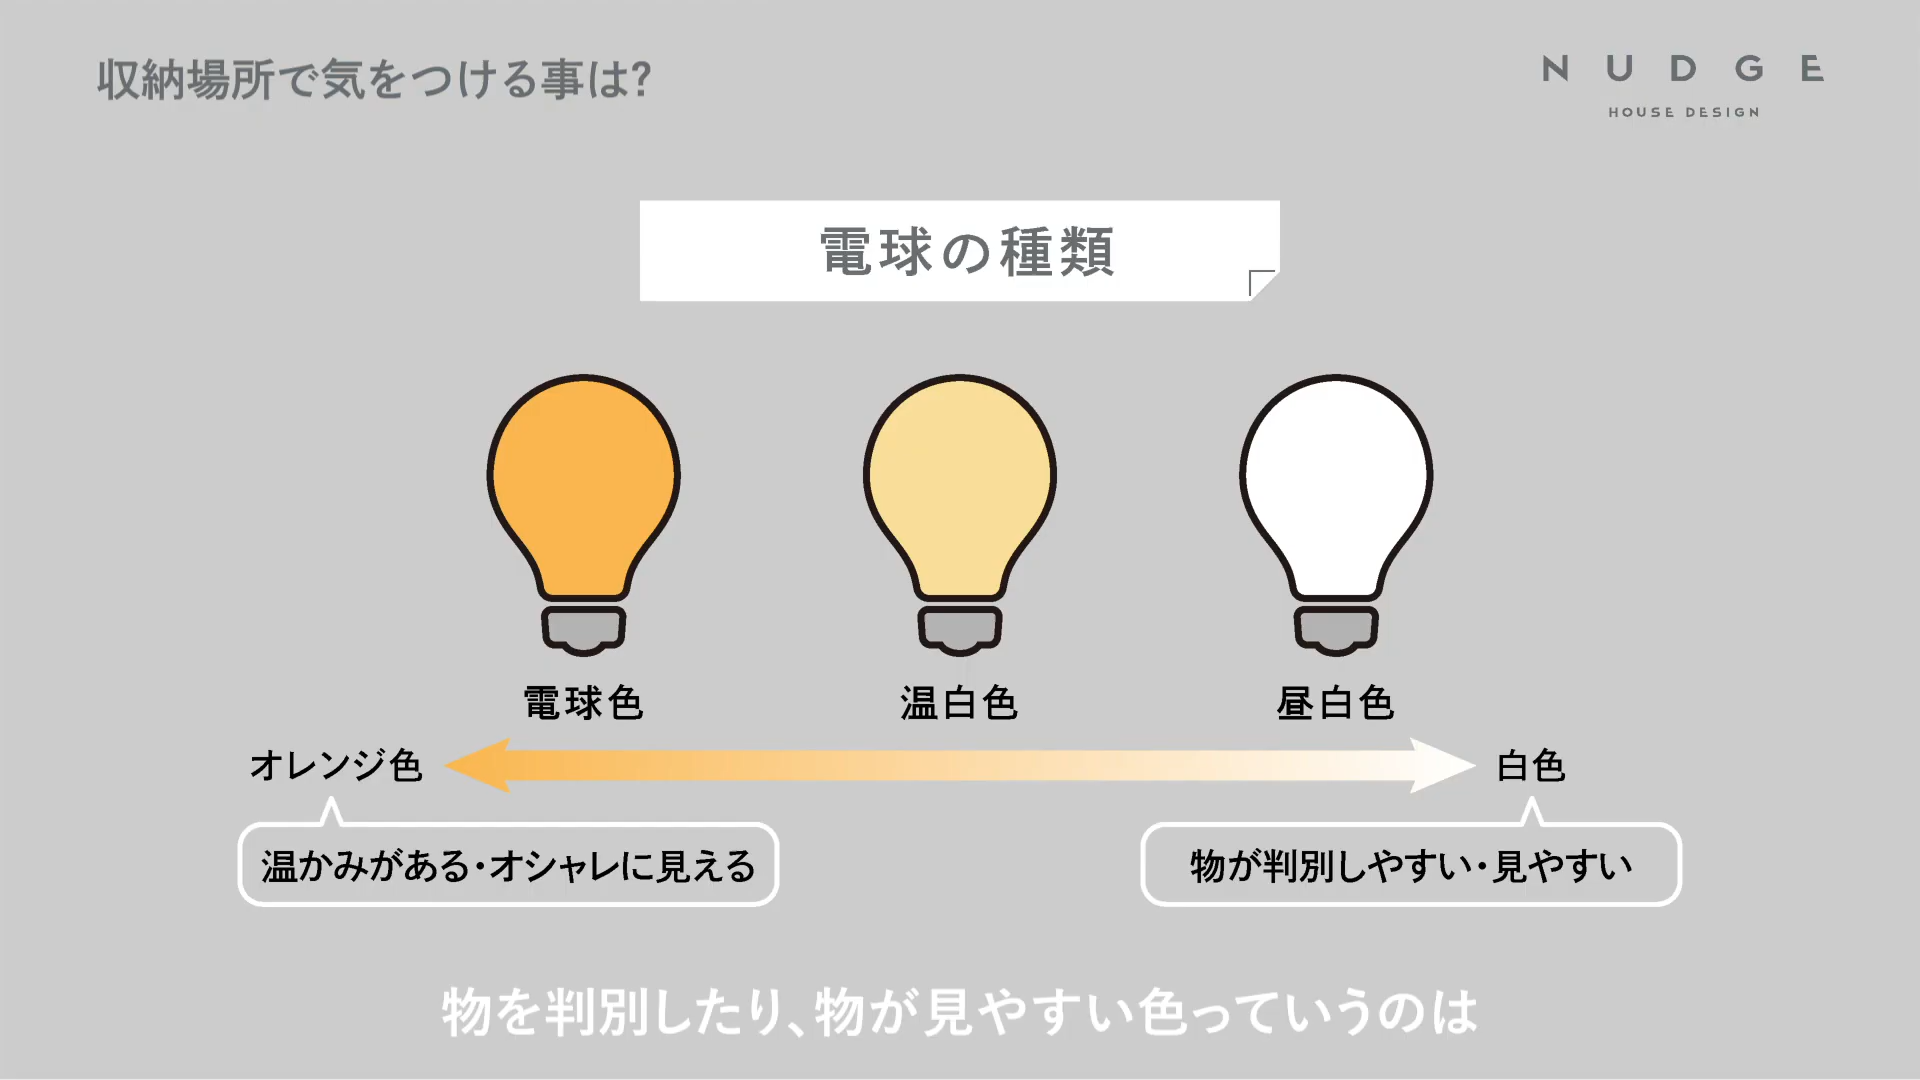 収納場所で気をつける事は?
NUDGE
HOUSE DESIGN
電球の種類
電球色
温白色
昼白色
オレンジ色
白色
温かみがある・オシャレに見える
物が判別しやすい・見やすい
物を判別したり、物が見やすい色っていうのは